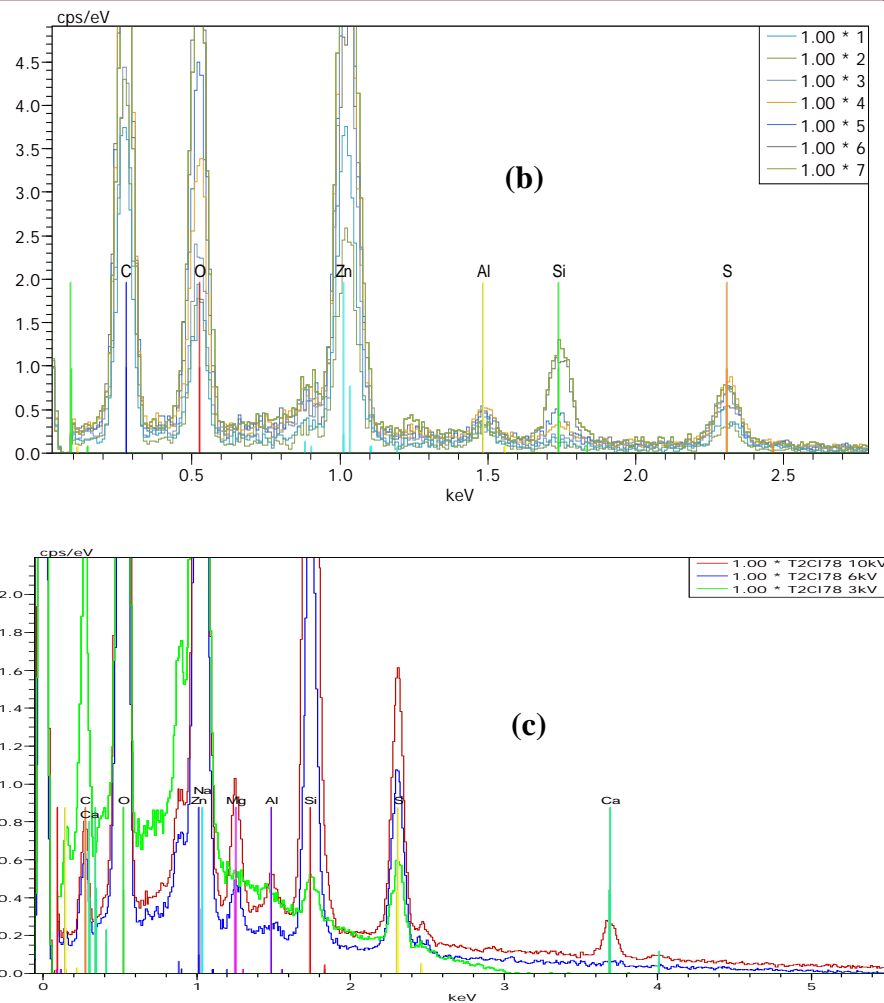 cps/eV
1.00 * 1
1.00 * 2
1.00 * 3
1.00 * 4
1.00 * 5
1.00 * 6
1.00 * 7
4.5
4.0
3.5
3.0
2.5
2.0
1.5
1.0
0.5
0.0
(b)
C O Zn Al Si S
0.5 1.0 1.5 2.0 2.5
keV
cps/eV
1.00 * T2CI78 10kV
1.00 * T2CI78 6kV
1.00 * T2CI78 3kV
2.0
1.8
1.6
1.4
1.2
1.0
0.8
0.6
0.4
0.2
0.0
(c)
Na
C O Zn Mg Al Si S Ca
Ca
0 1 2 3 4 5
keV